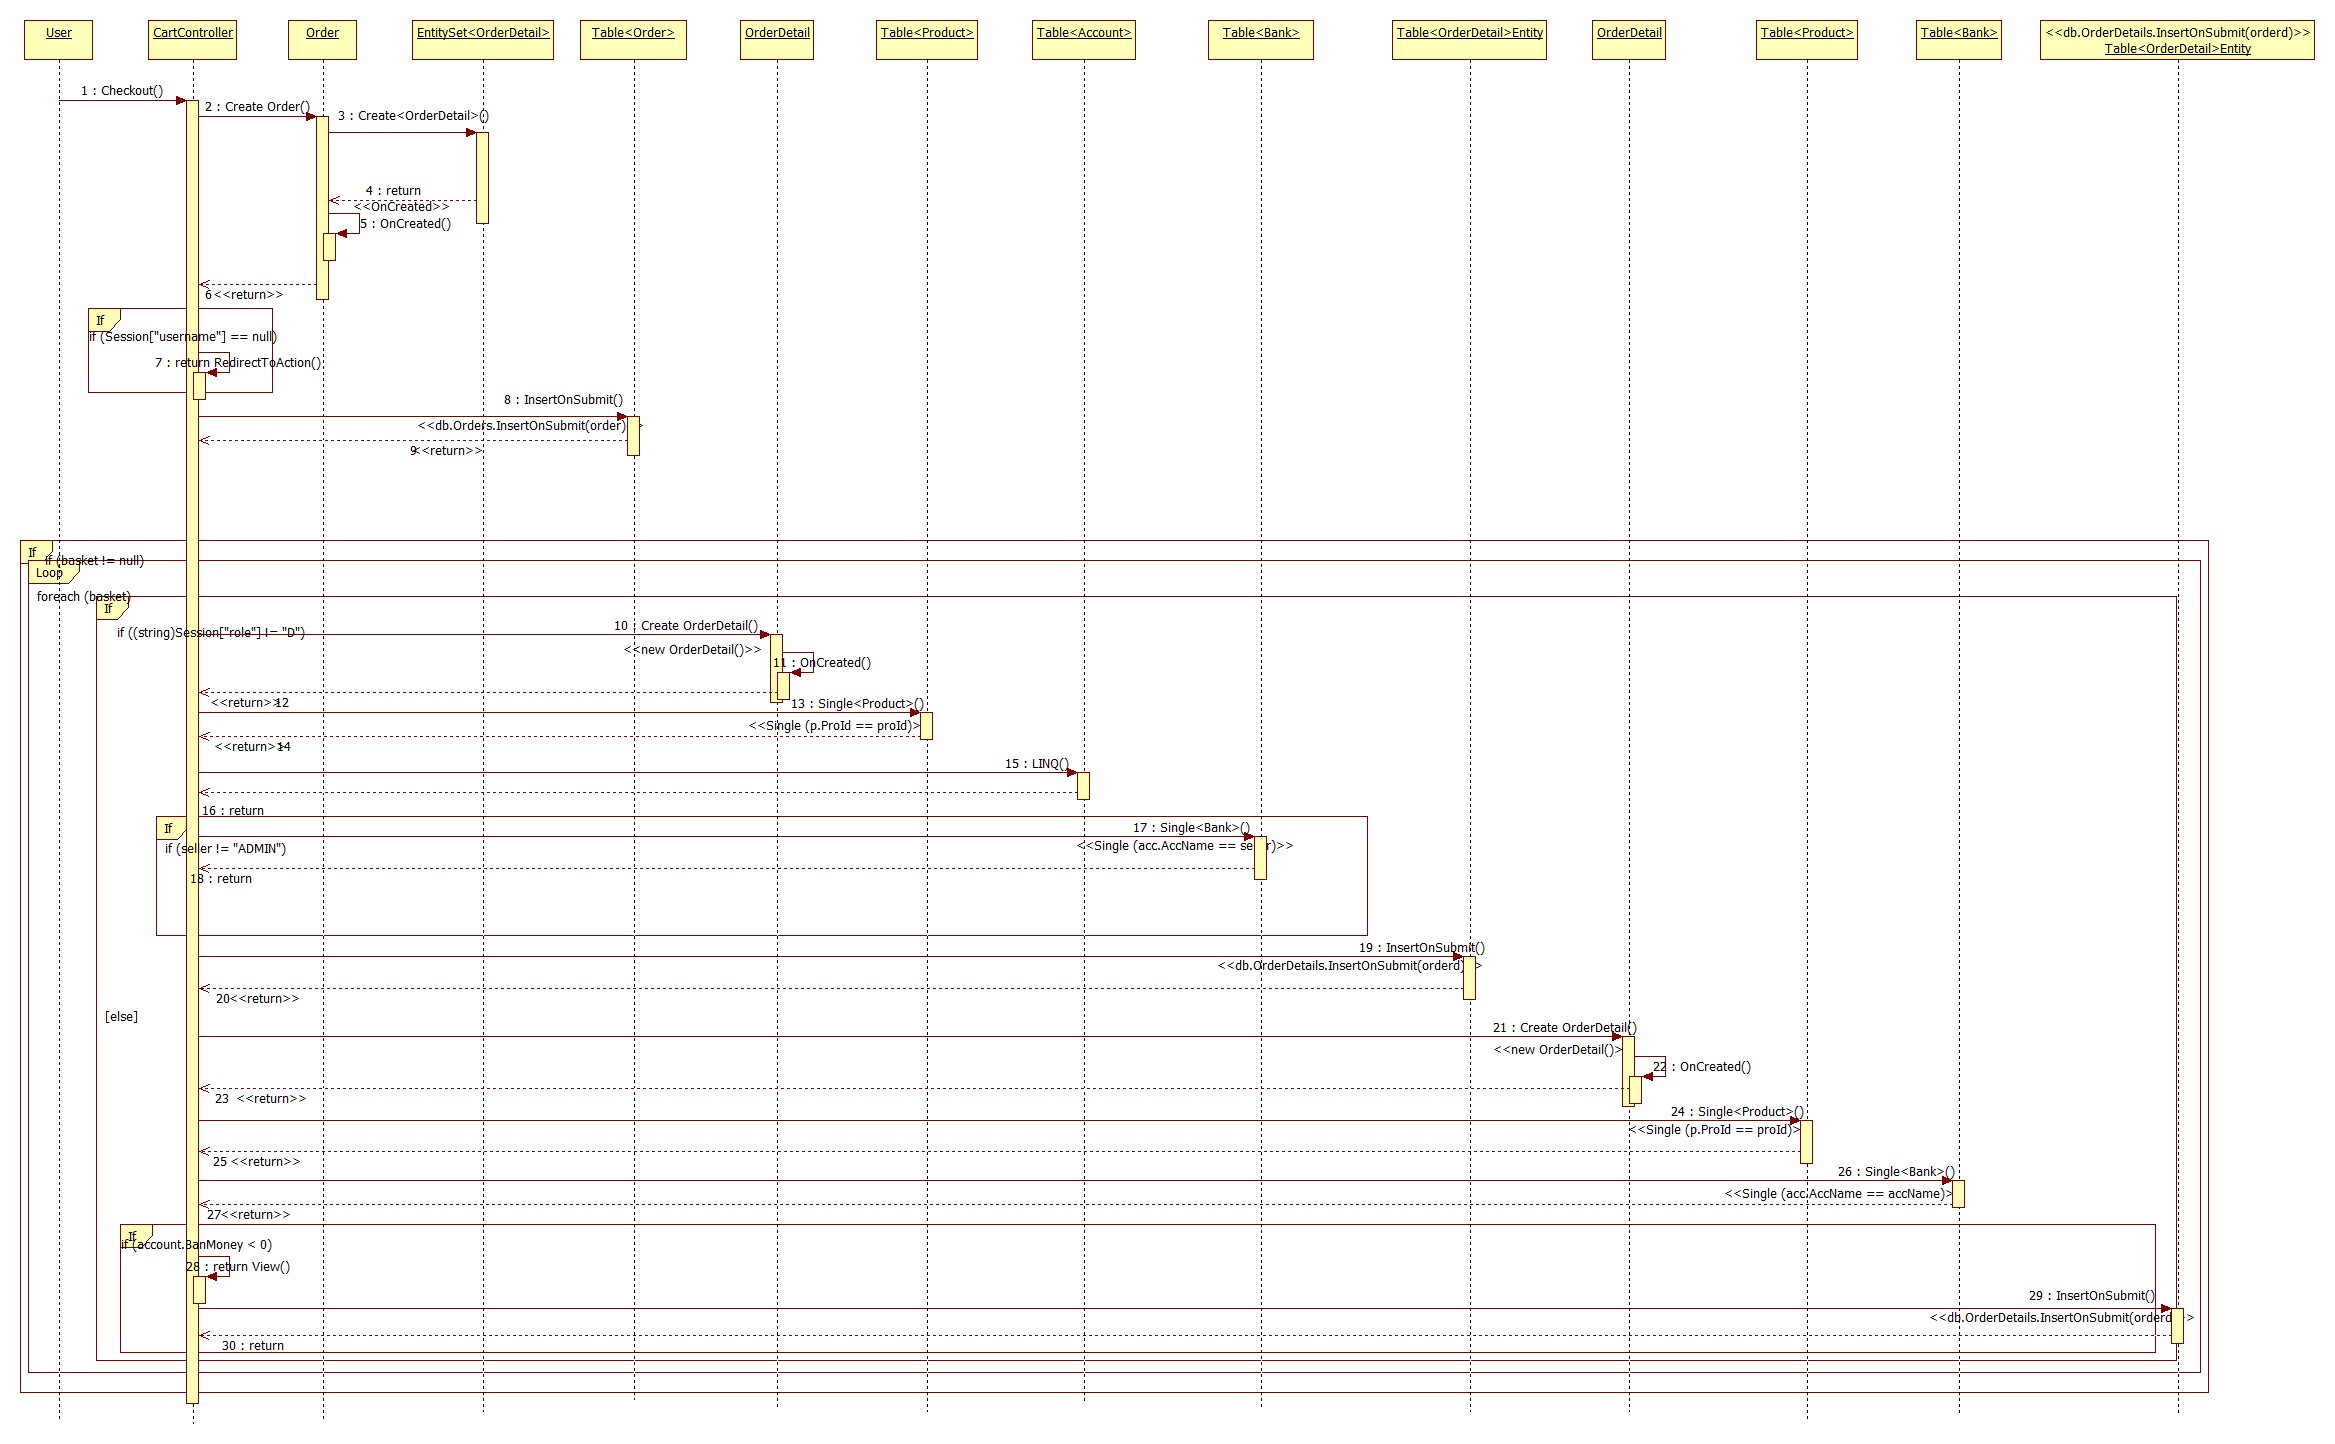 User
CartController
Order
EntitySet<OrderDetail>
Table<Order>
OrderDetail
Table<Product>
Table<Account>
Table<Bank>
Table<OrderDetail>Entity
OrderDetail
Table<Product>
Table<Bank>
<<db.OrderDetails.InsertOnSubmit(orderd)>>
Table<OrderDetail>Entity
1 : Checkout()
2 : Create Order()
3 : Create<OrderDetail>()
4 : return
<<OnCreated>>
5 : OnCreated()
6<<return>>
If
if (Session["username"] == null)
7 : return RedirectToAction()
8 : InsertOnSubmit()
<<db.Orders.InsertOnSubmit(order)>>
9<<return>>
If
if (basket != null)
Loop
foreach (basket)
If
if ((string)Session["role"] != "D")
10 : Create OrderDetail()
<<new OrderDetail()>>
11 : OnCreated()
<<return>>12
13 : Single<Product>()
<<Single (p.ProId == proId)>
<<return>>14
15 : LINQ()
16 : return
If
if (seller != "ADMIN")
17 : Single<Bank>()
<<Single (acc.AccName == seller)>>
18 : return
19 : InsertOnSubmit()
<<db.OrderDetails.InsertOnSubmit(orderd)>>
20<<return>>
[else]
21 : Create OrderDetail()
<<new OrderDetail()>
22 : OnCreated()
23 <<return>>
24 : Single<Product>()
<<Single (p.ProId == proId)>
25 <<return>>
26 : Single<Bank>()
<<Single (acc.AccName == accName)>
27<<return>>
If
if (account.BanMoney < 0)
28 : return View()
29 : InsertOnSubmit()
<<db.OrderDetails.InsertOnSubmit(orderd)>>
30 : return